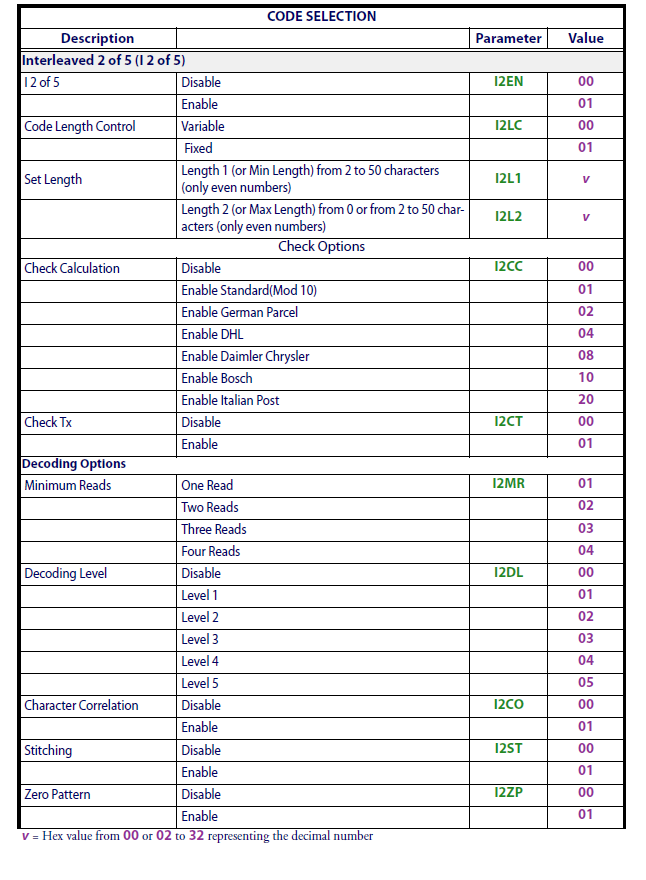 CODE SELECTION
Description Parameter Value
Interleaved 2 of 5 (I 2 of 5)
I 2 of 5 Disable I2EN 00
Enable 01
Code Length Control Variable I2LC 00
Fixed 01
Set Length Length 1 (or Min Length) from 2 to 50 characters
(only even numbers) I2L1 v
Length 2 (or Max Length) from 0 or from 2 to 50 char-
acters (only even numbers) I2L2 v
Check Options
Check Calculation Disable I2CC 00
Enable Standard(Mod 10) 01
Enable German Parcel 02
Enable DHL 04
Enable Daimler Chrysler 08
Enable Bosch 10
Enable Italian Post 20
Check Tx Disable I2CT 00
Enable 01
Decoding Options
Minimum Reads One Read I2MR 01
Two Reads 02
Three Reads 03
Four Reads 04
Decoding Level Disable I2DL 00
Level 1 01
Level 2 02
Level 3 03
Level 4 04
Level 5 05
Character Correlation Disable I2CO 00
Enable 01
Stitching Disable I2ST 00
Enable 01
Zero Pattern Disable I2ZP 00
Enable 01
v = Hex value from 00 or 02 to 32 representing the decimal number